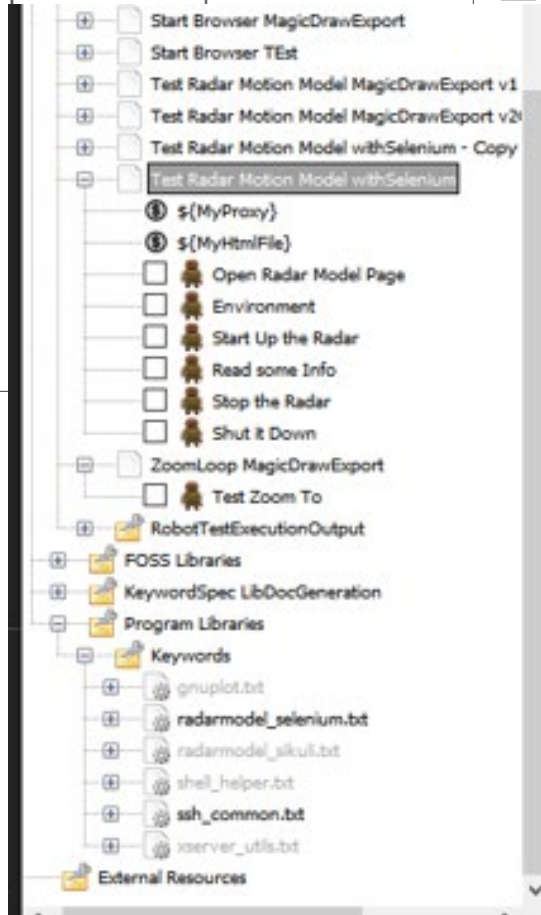 Start Browser MagicDrawExport
Start Browser TEst
Test Radar Motion Model MagicDrawExport v1
Test Radar Motion Model MagicDrawExport v20
Test Radar Motion Model withSelenium - Copy
Test Radar Motion Model withSelenium
${MyProxy}
${MyHtmlFile}
Open Radar Model Page
Environment
Start Up the Radar
Read some Info
Stop the Radar
Shut it Down
ZoomLoop MagicDrawExport
Test Zoom To
RobotTestExecutionOutput
FOSS Libraries
KeywordSpec LibDocGeneration
Program Libraries
Keywords
gnuplot.txt
radarmodel_selenium.txt
radarmodel_sikuli.txt
shell_helper.txt
ssh_common.txt
xserver_utils.txt
External Resources